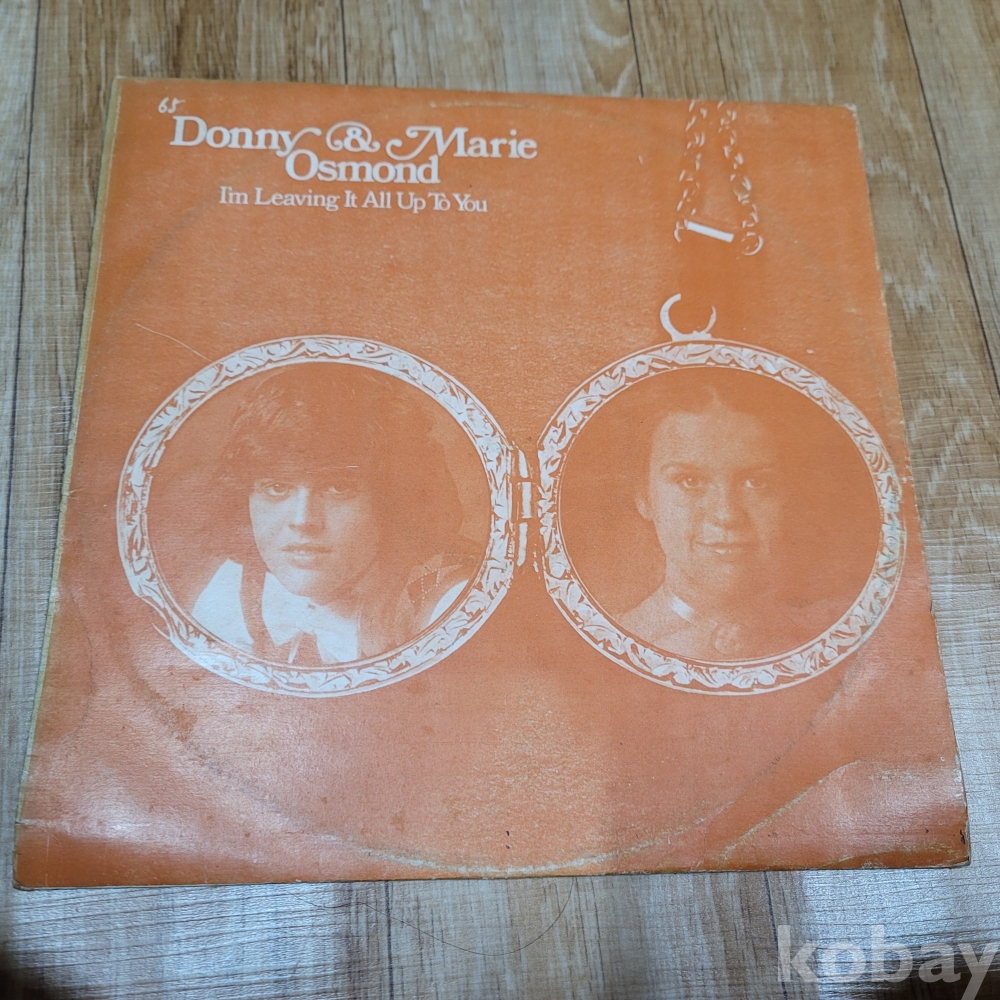 65
Donny & Marie
Osmond
I'm Leaving It All Up To You
kobay